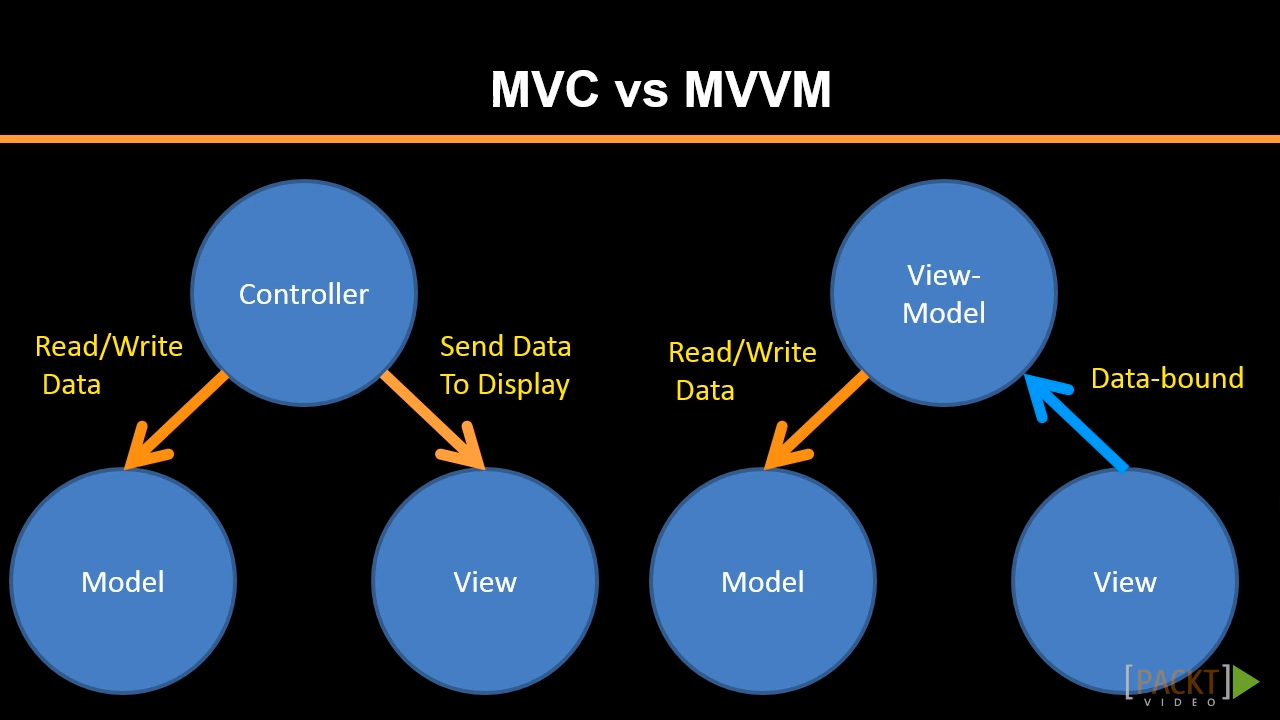 MVC vs MVVM
Controller
Read/Write
Data
Send Data
To Display
Model
View
View-
Model
Read/Write
Data
Data-bound
Model
View
[PACKT]
VIDEO